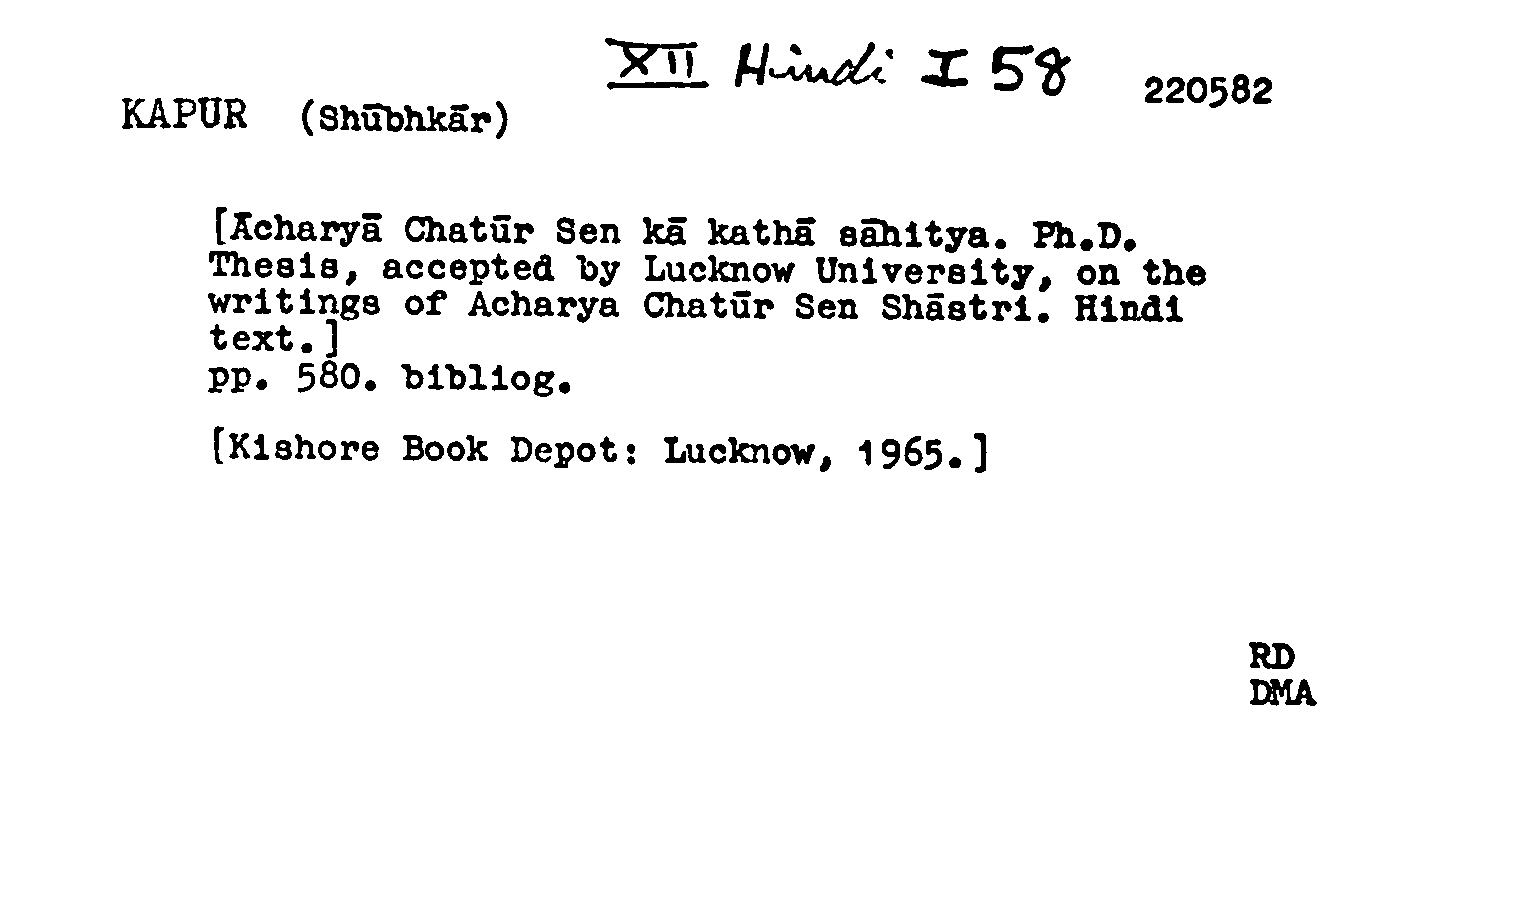 XII Hindi I 58 220582
KAPUR (Shūbhkār)
[Ācharyā Chatūr Sen kā kathā sāhitya. Ph.D.
Thesis, accepted by Lucknow University, on the
writings of Acharya Chatūr Sen Shāstri. Hindi
text.]
pp. 580. bibliog.
[Kishore Book Depot: Lucknow, 1965.]
RD
DMA